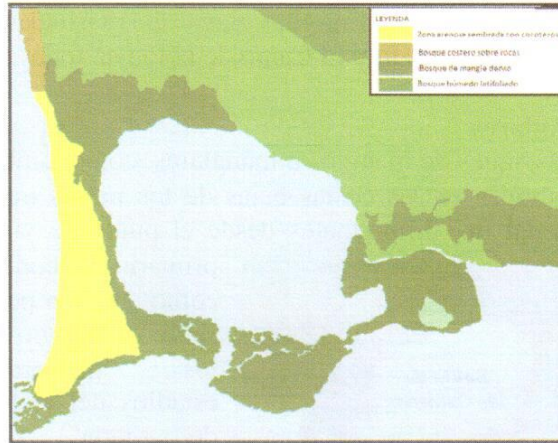 LEYENDA
Zona arenosa sembrada con cocoteros
Bosque costero sobre rocas
Bosque de mangle denso
Bosque húmedo latifoliado